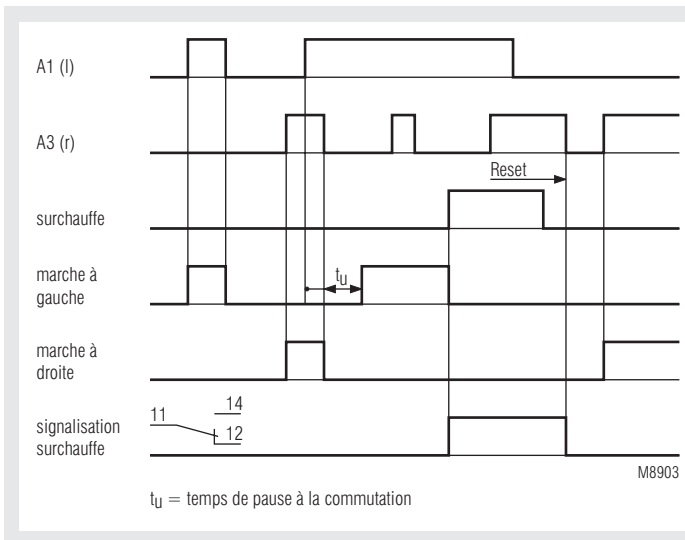 A1 (l)
A3 (r)
Reset
surchauffe
marche à
gauche
tu
marche à
droite
11
14
12
signalisation
surchauffe
M8903
tu = temps de pause à la commutation